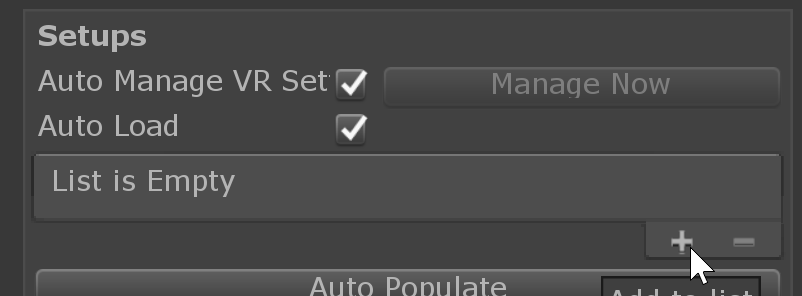 Setups
Auto Manage VR Set
Manage Now
Auto Load
List is Empty
Auto Populate
Add to list